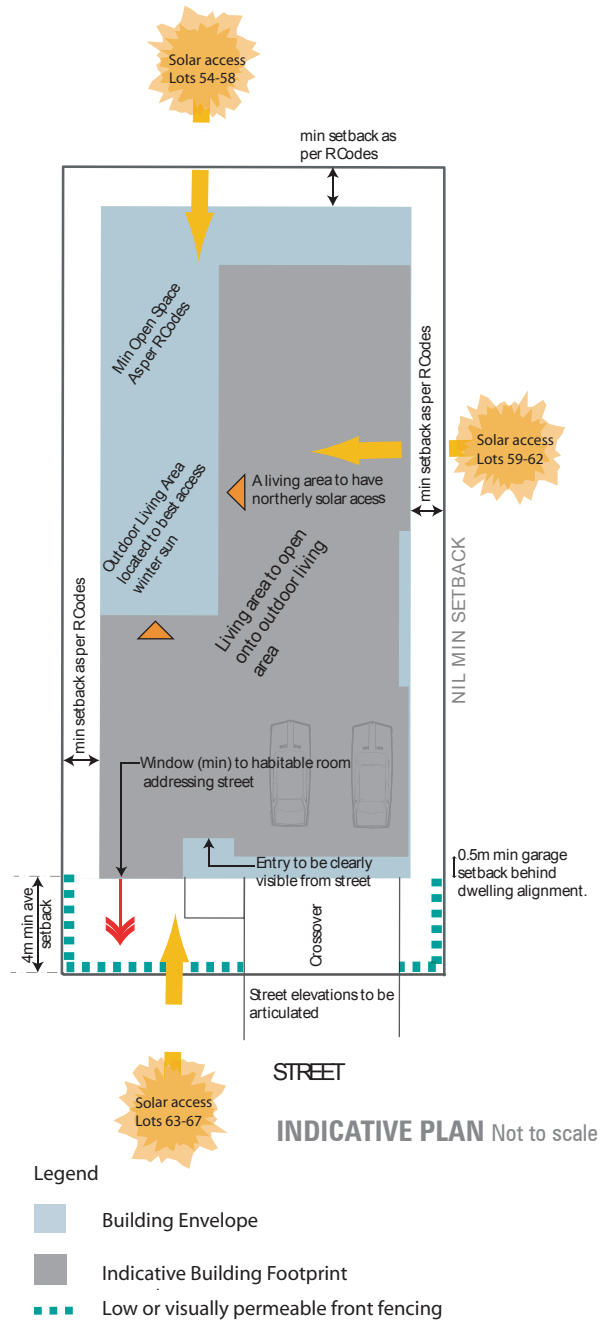 Solar access
Lots 54-58
min setback as
per RCodes
Min Open Space
As per RCodes
min setback as per RCodes
Solar access
Lots 59-62
A living area to have
northerly solar acess
Outdoor Living Area
located to best access
winter sun
Living area to open
onto outdoor living
area
NIL MIN SETBACK
min setback as per RCodes
Window (min) to habitable room
addressing street
Entry to be clearly
visible from street
0.5m min garage
setback behind
dwelling alignment.
4m min ave
setback
Crossover
Street elevations to be
articulated
STREET
Solar access
Lots 63-67
INDICATIVE PLAN Not to scale
Legend
Building Envelope
Indicative Building Footprint
Low or visually permeable front fencing